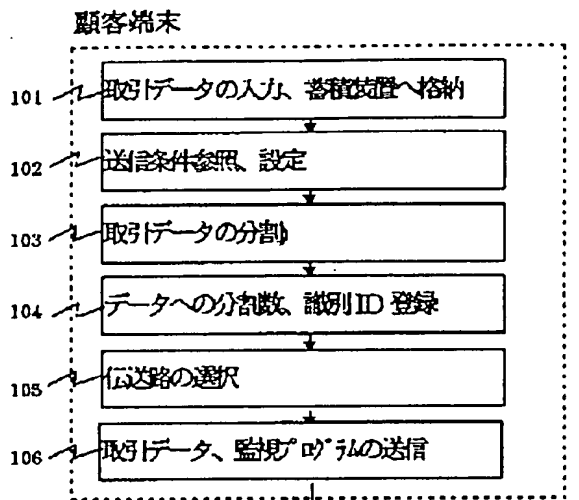 顧客端末
101 取引データの入力、蓄積装置へ格納
102 送信条件参照、設定
103 取引データの分割
104 データへの分割数、識別ID 登録
105 伝送路の選択
106 取引データ、監視プログラムの送信